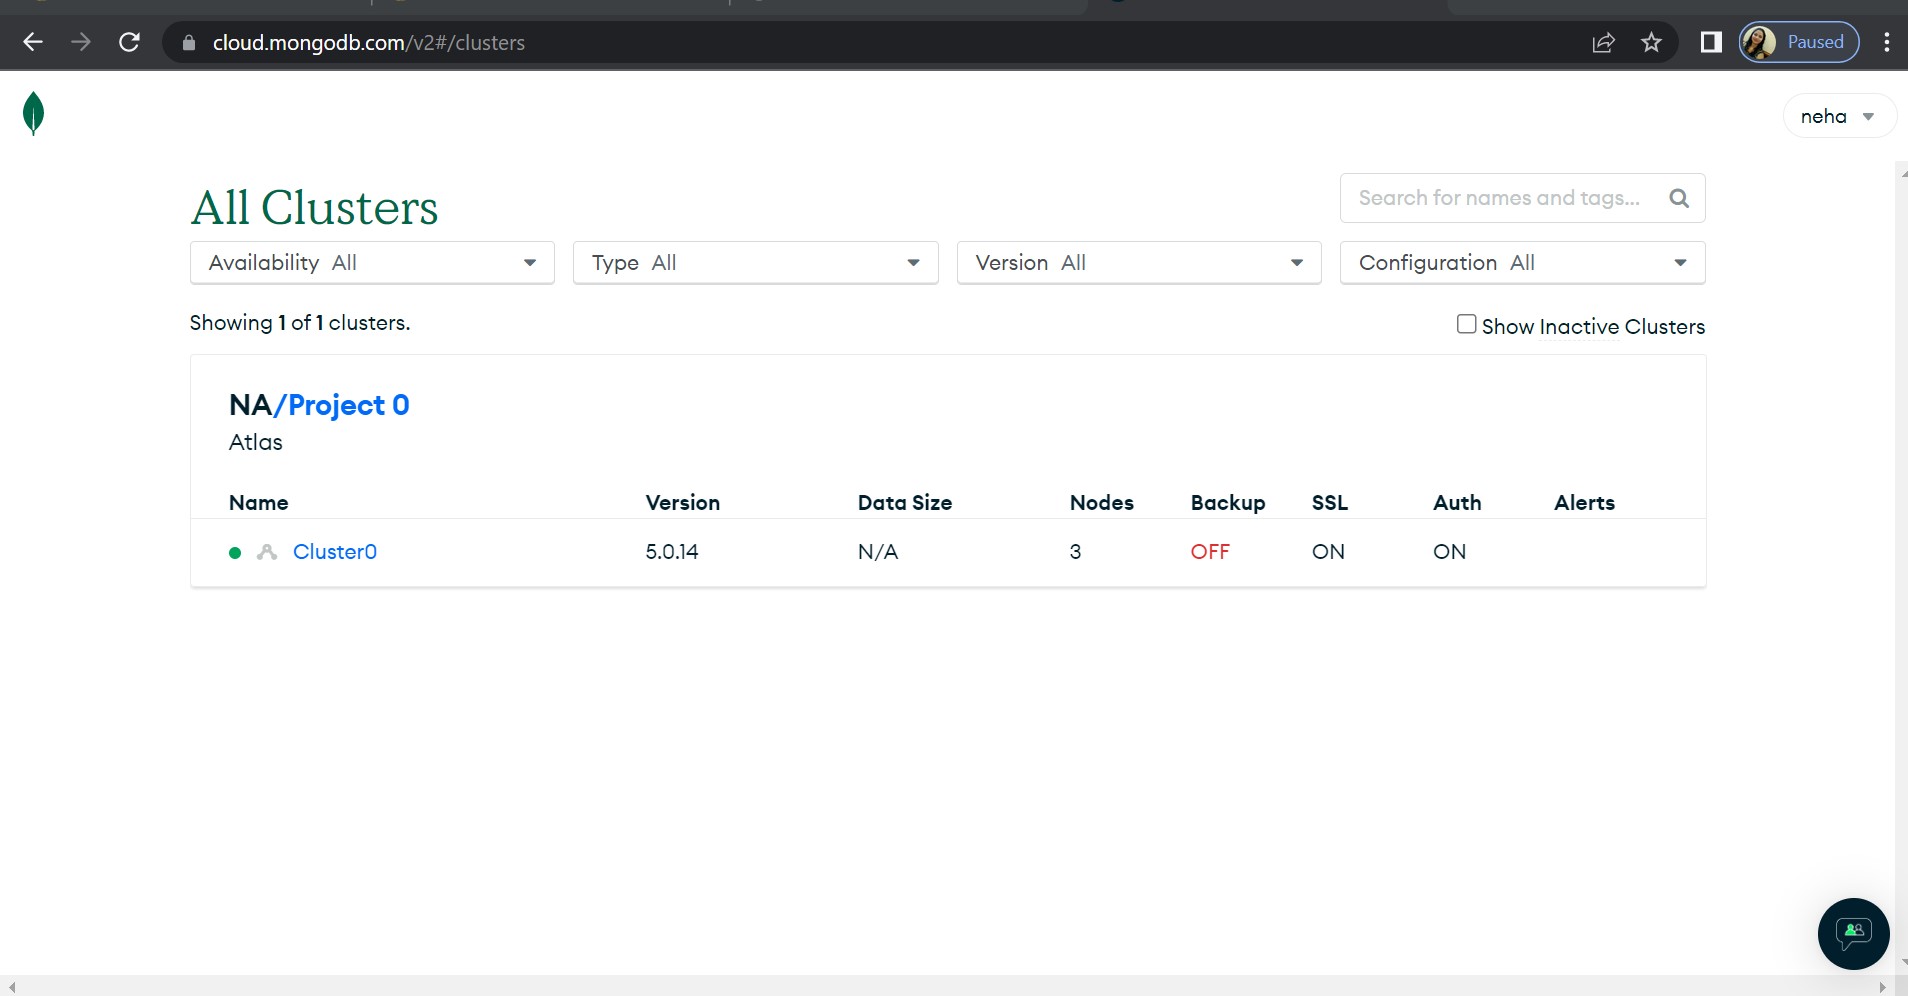 cloud.mongodb.com/v2#/clusters
Paused
neha
All Clusters
Search for names and tags...
Availability All
Type All
Version All
Configuration All
Showing 1 of 1 clusters.
Show Inactive Clusters
NA/Project 0
Atlas
Name Version Data Size Nodes Backup SSL Auth Alerts
Cluster0 5.0.14 N/A 3 OFF ON ON